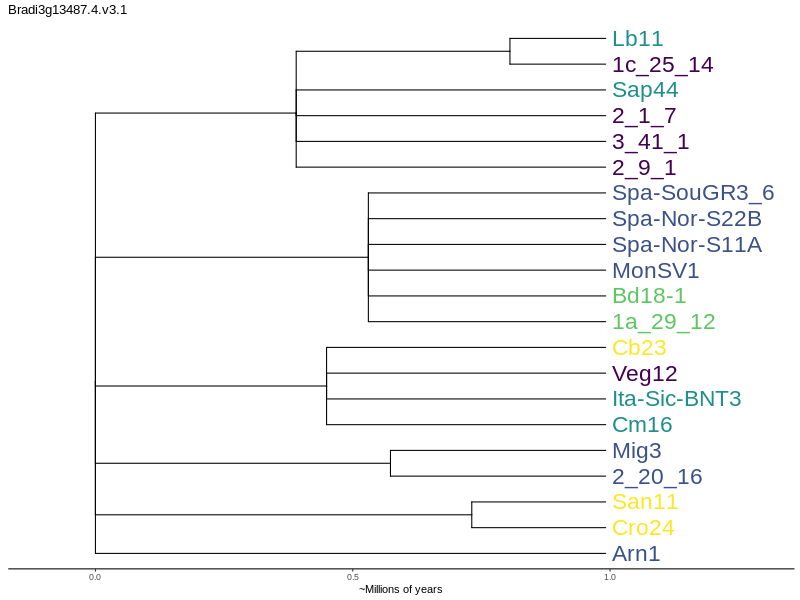 Bradi3g13487.4.v3.1
Lb11
1c_25_14
Sap44
2_1_7
3_41_1
2_9_1
Spa-SouGR3_6
Spa-Nor-S22B
Spa-Nor-S11A
MonSV1
Bd18-1
1a_29_12
Cb23
Veg12
Ita-Sic-BNT3
Cm16
Mig3
2_20_16
San11
Cro24
Arn1
0.0 0.5 1.0
~Millions of years